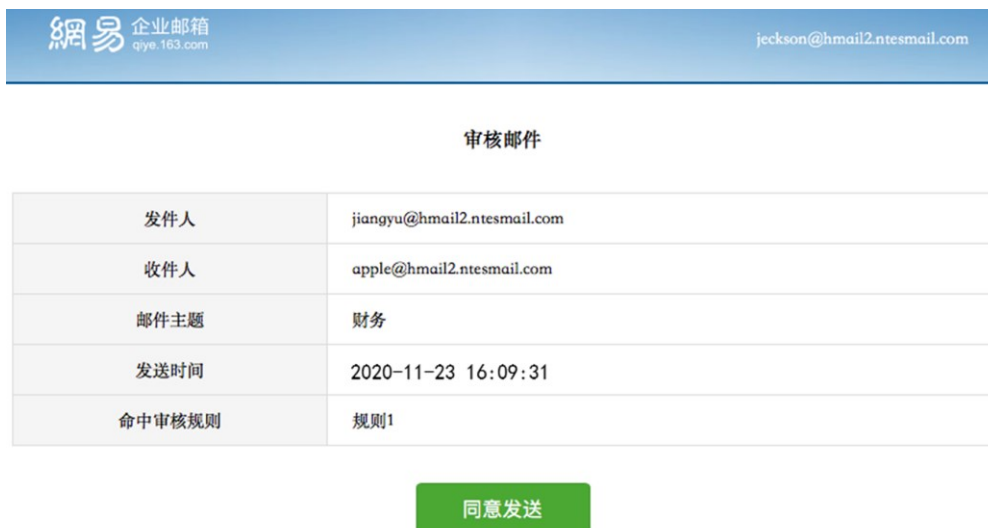 網易 企业邮箱
qiye.163.com
jeckson@hmail2.ntesmail.com
审核邮件
发件人 jiangyu@hmail2.ntesmail.com
收件人 apple@hmail2.ntesmail.com
邮件主题 财务
发送时间 2020-11-23 16:09:31
命中审核规则 规则1
同意发送